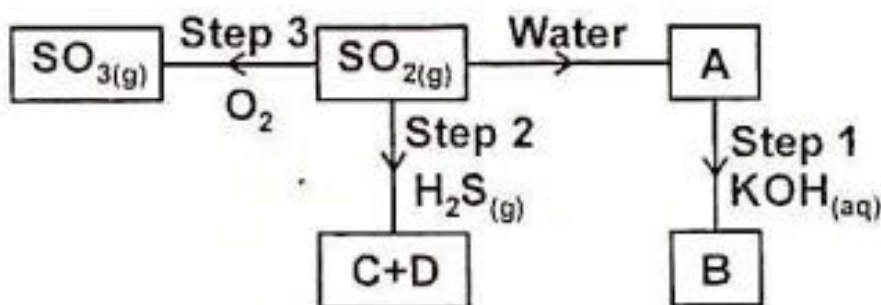 Step 3
Water
SO₃(g)
SO₂(g)
A
O₂
Step 2
Step 1
H₂S(g)
KOH(aq)
C+D
B